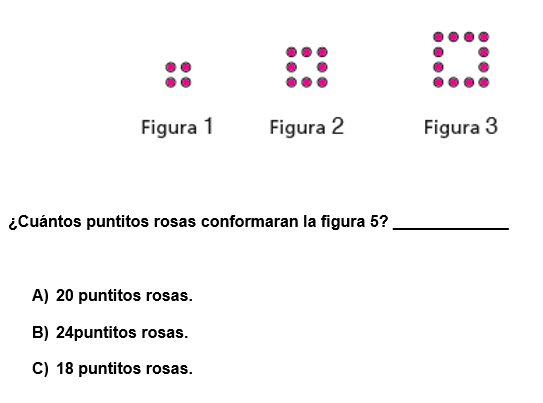 Figura 1 Figura 2 Figura 3
¿Cuántos puntitos rosas conformaran la figura 5? _____________
A) 20 puntitos rosas.
B) 24puntitos rosas.
C) 18 puntitos rosas.